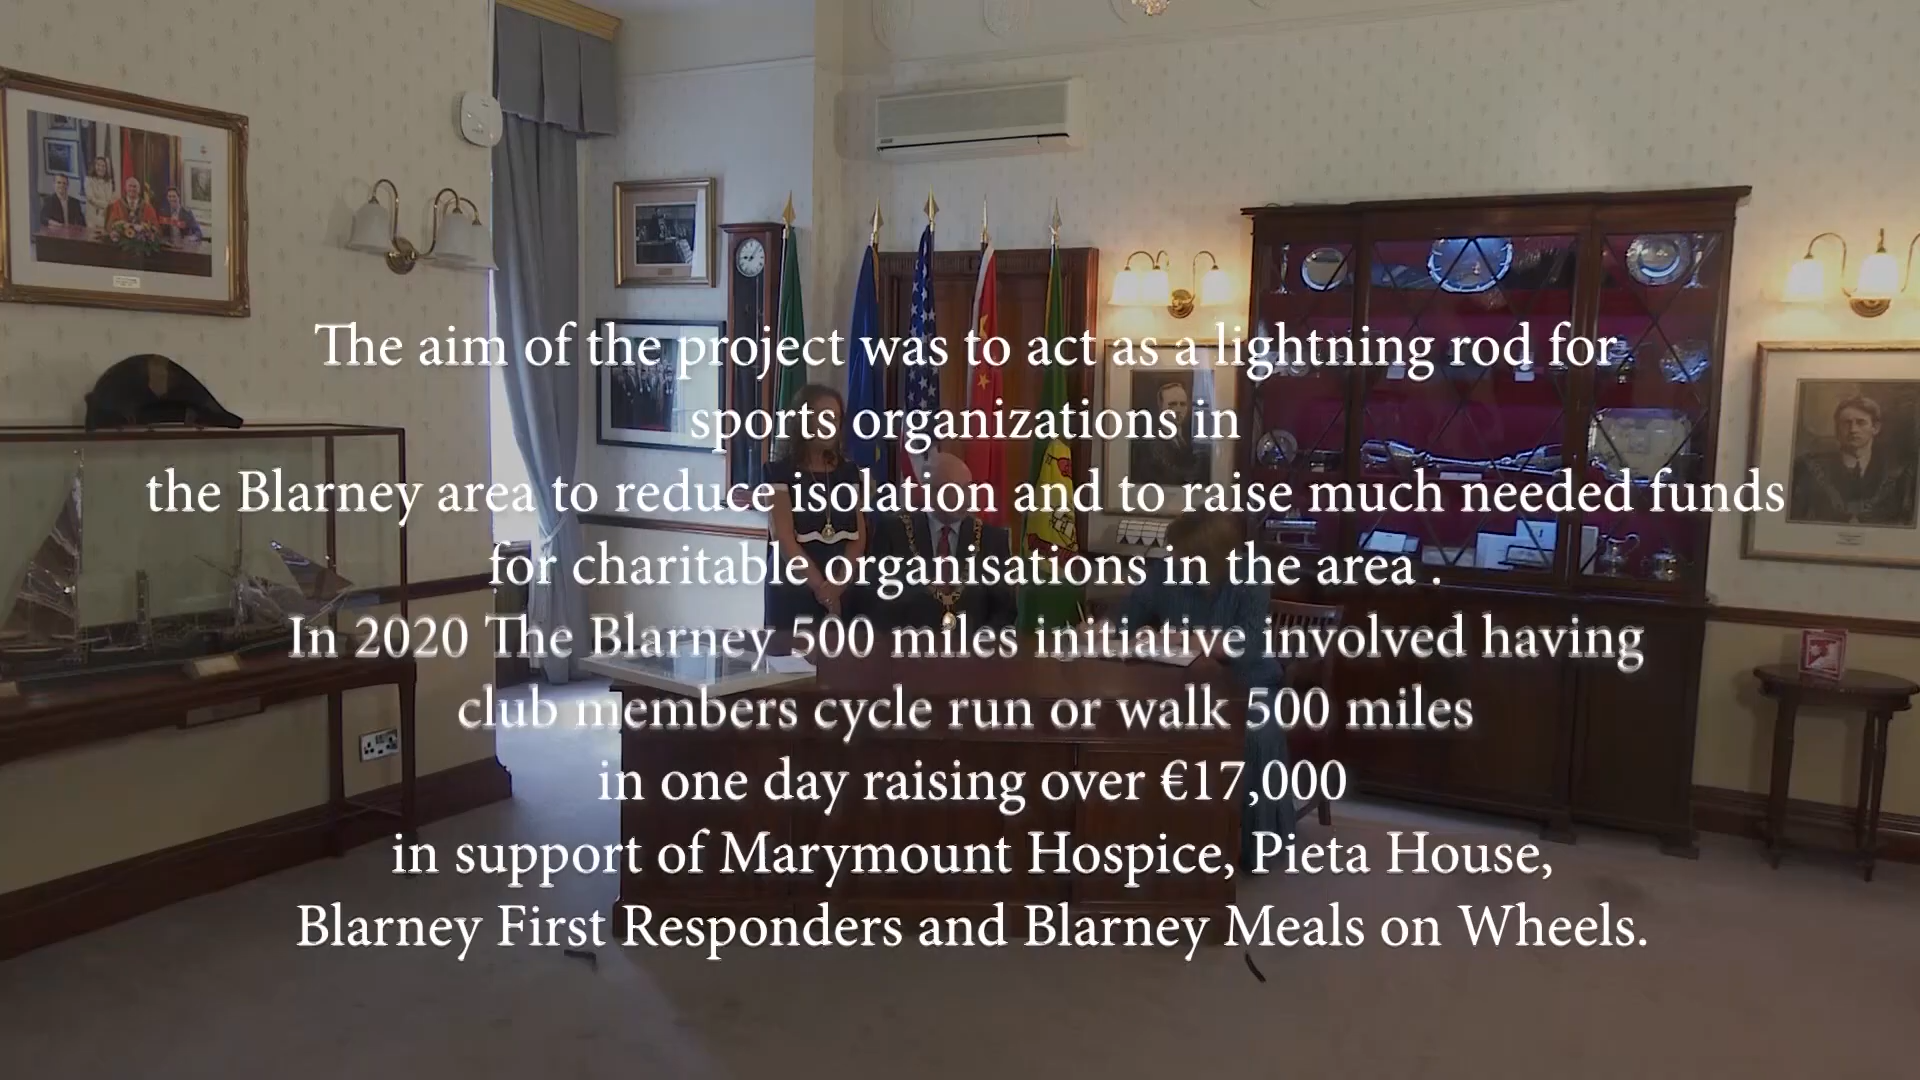 The aim of the project was to act as a lightning rod for
sports organizations in
the Blarney area to reduce isolation and to raise much needed funds
for charitable organisations in the area .
In 2020 The Blarney 500 miles initiative involved having
club members cycle run or walk 500 miles
in one day raising over €17,000
in support of Marymount Hospice, Pieta House,
Blarney First Responders and Blarney Meals on Wheels.